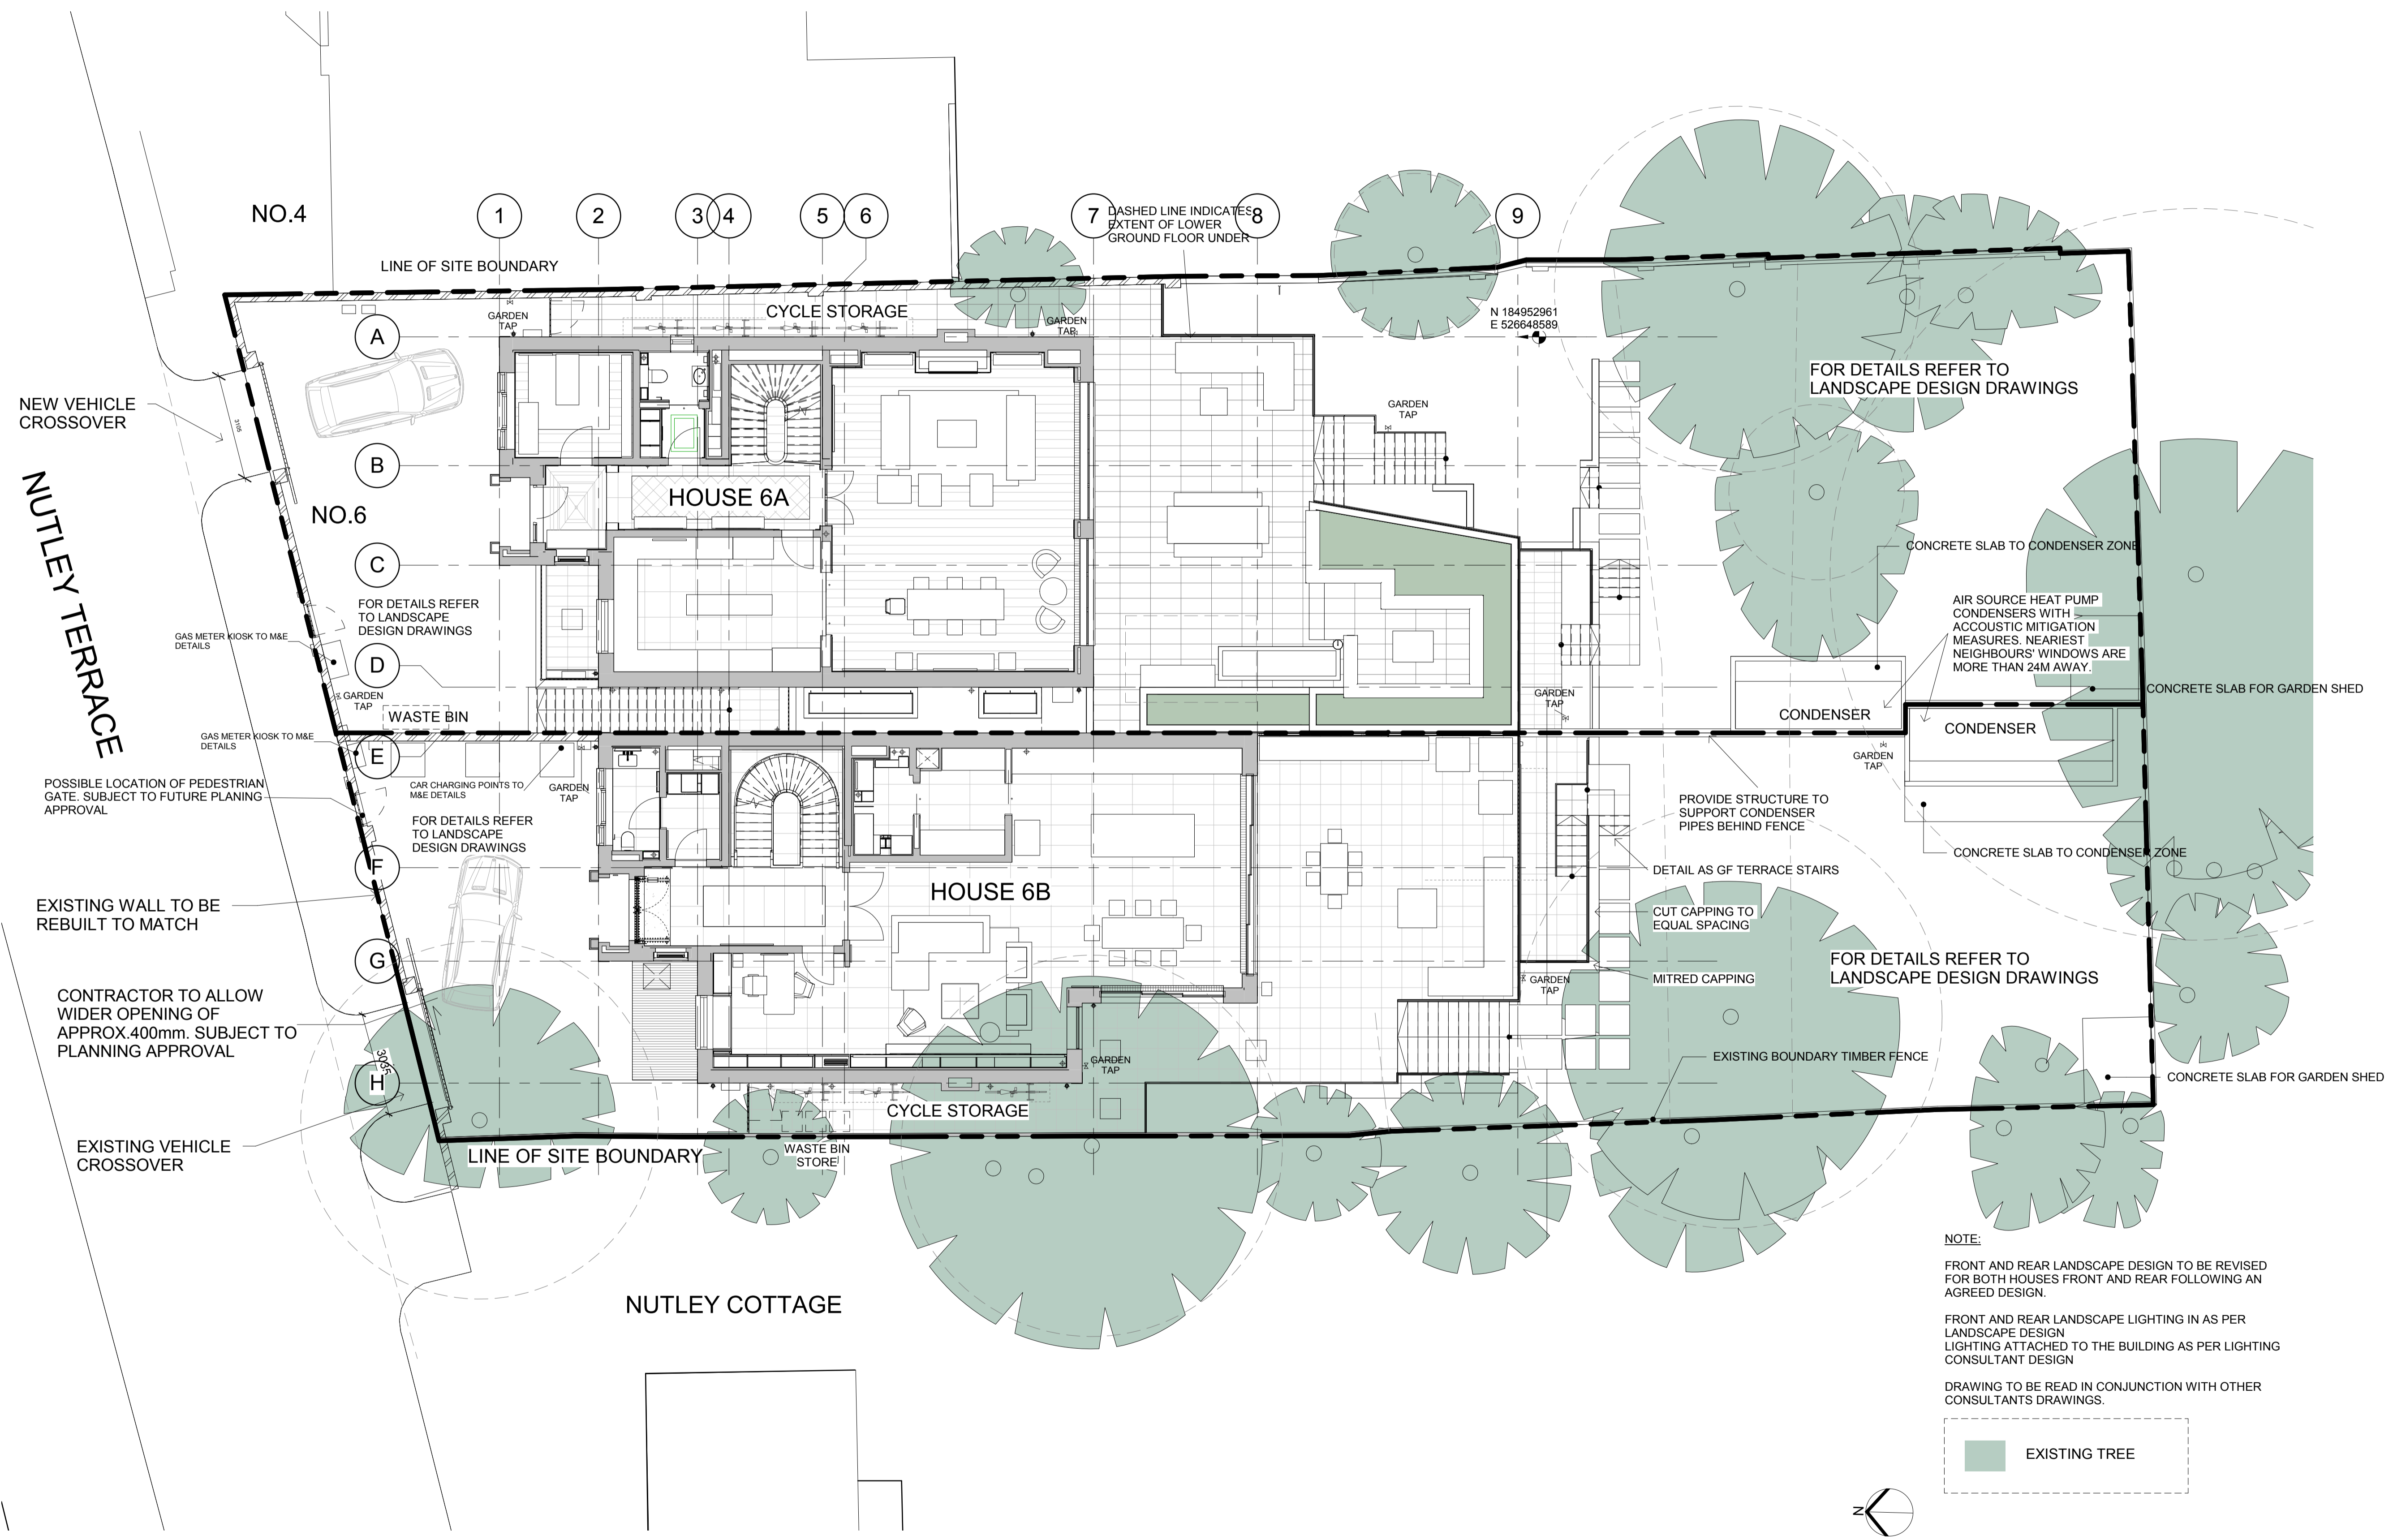 NO.4
1
2
3
4
5
6
7
8
9
DASHED LINE INDICATES
EXTENT OF LOWER
GROUND FLOOR UNDER
LINE OF SITE BOUNDARY
CYCLE STORAGE
GARDEN
TAP
GARDEN
TAP
N 184952961
E 526648589
A
B
C
D
E
F
G
H
NEW VEHICLE
CROSSOVER
3105
NUTLEY TERRACE
NO.6
HOUSE 6A
GARDEN
TAP
FOR DETAILS REFER TO
LANDSCAPE DESIGN DRAWINGS
CONCRETE SLAB TO CONDENSER ZONE
AIR SOURCE HEAT PUMP
CONDENSERS WITH
ACCOUSTIC MITIGATION
MEASURES. NEARIEST
NEIGHBOURS' WINDOWS ARE
MORE THAN 24M AWAY.
CONCRETE SLAB FOR GARDEN SHED
FOR DETAILS REFER
TO LANDSCAPE
DESIGN DRAWINGS
GAS METER KIOSK TO M&E
DETAILS
GARDEN
TAP
WASTE BIN
GARDEN
TAP
CONDENSER
CONDENSER
GARDEN
TAP
GAS METER KIOSK TO M&E
DETAILS
POSSIBLE LOCATION OF PEDESTRIAN
GATE. SUBJECT TO FUTURE PLANING
APPROVAL
CAR CHARGING POINTS TO
M&E DETAILS
GARDEN
TAP
FOR DETAILS REFER
TO LANDSCAPE
DESIGN DRAWINGS
PROVIDE STRUCTURE TO
SUPPORT CONDENSER
PIPES BEHIND FENCE
CONCRETE SLAB TO CONDENSER ZONE
DETAIL AS GF TERRACE STAIRS
HOUSE 6B
EXISTING WALL TO BE
REBUILT TO MATCH
CUT CAPPING TO
EQUAL SPACING
FOR DETAILS REFER TO
LANDSCAPE DESIGN DRAWINGS
MITRED CAPPING
GARDEN
TAP
CONTRACTOR TO ALLOW
WIDER OPENING OF
APPROX.400mm. SUBJECT TO
PLANNING APPROVAL
3035
GARDEN
TAP
EXISTING BOUNDARY TIMBER FENCE
CONCRETE SLAB FOR GARDEN SHED
CYCLE STORAGE
EXISTING VEHICLE
CROSSOVER
LINE OF SITE BOUNDARY
WASTE BIN
STORE
NUTLEY COTTAGE
NOTE:
FRONT AND REAR LANDSCAPE DESIGN TO BE REVISED
FOR BOTH HOUSES FRONT AND REAR FOLLOWING AN
AGREED DESIGN.
FRONT AND REAR LANDSCAPE LIGHTING IN AS PER
LANDSCAPE DESIGN
LIGHTING ATTACHED TO THE BUILDING AS PER LIGHTING
CONSULTANT DESIGN
DRAWING TO BE READ IN CONJUNCTION WITH OTHER
CONSULTANTS DRAWINGS.
EXISTING TREE
N